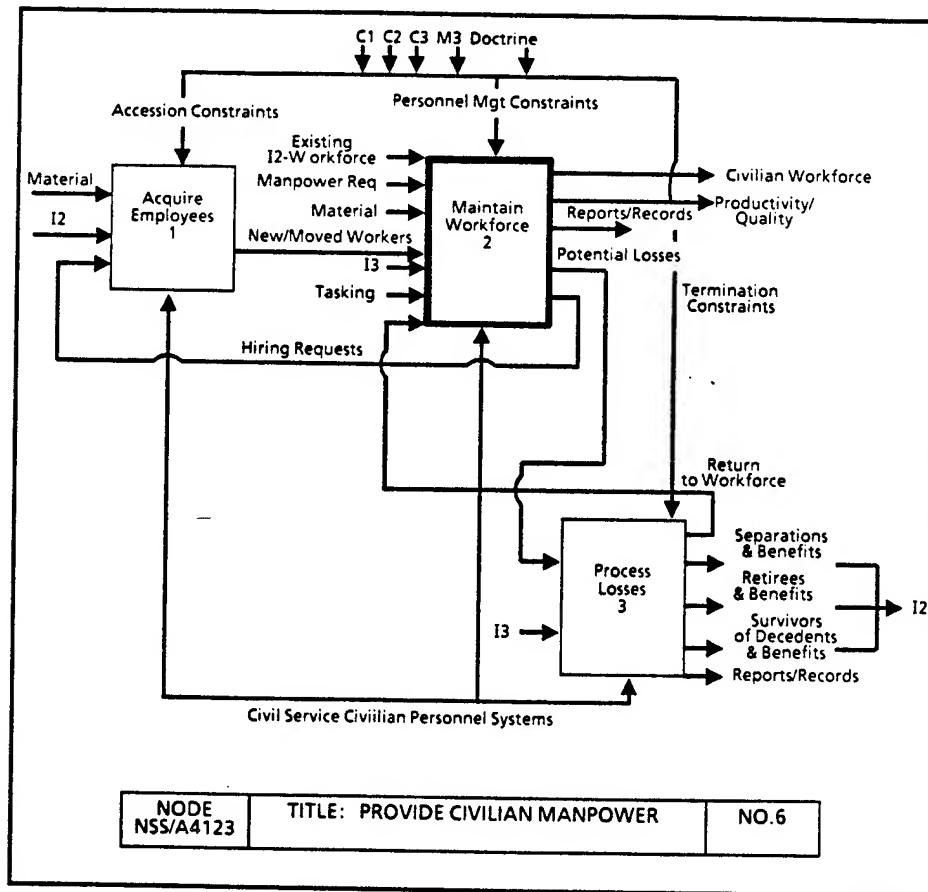 C1 C2 C3 M3 Doctrine
Accession Constraints
Personnel Mgt Constraints
Existing
I2-Workforce
Material
Manpower Req
Civilian Workforce
Acquire
Employees
1
I2
Material
Maintain
Workforce
2
Reports/Records
Productivity/
Quality
New/Moved Workers
Potential Losses
I3
Tasking
Termination
Constraints
Hiring Requests
Return
to Workforce
Process
Losses
3
Separations
& Benefits
Retirees
& Benefits
I2
I3
Survivors
of Decedents
& Benefits
Reports/Records
Civil Service Civiilian Personnel Systems
NODE
NSS/A4123
TITLE: PROVIDE CIVILIAN MANPOWER
NO.6